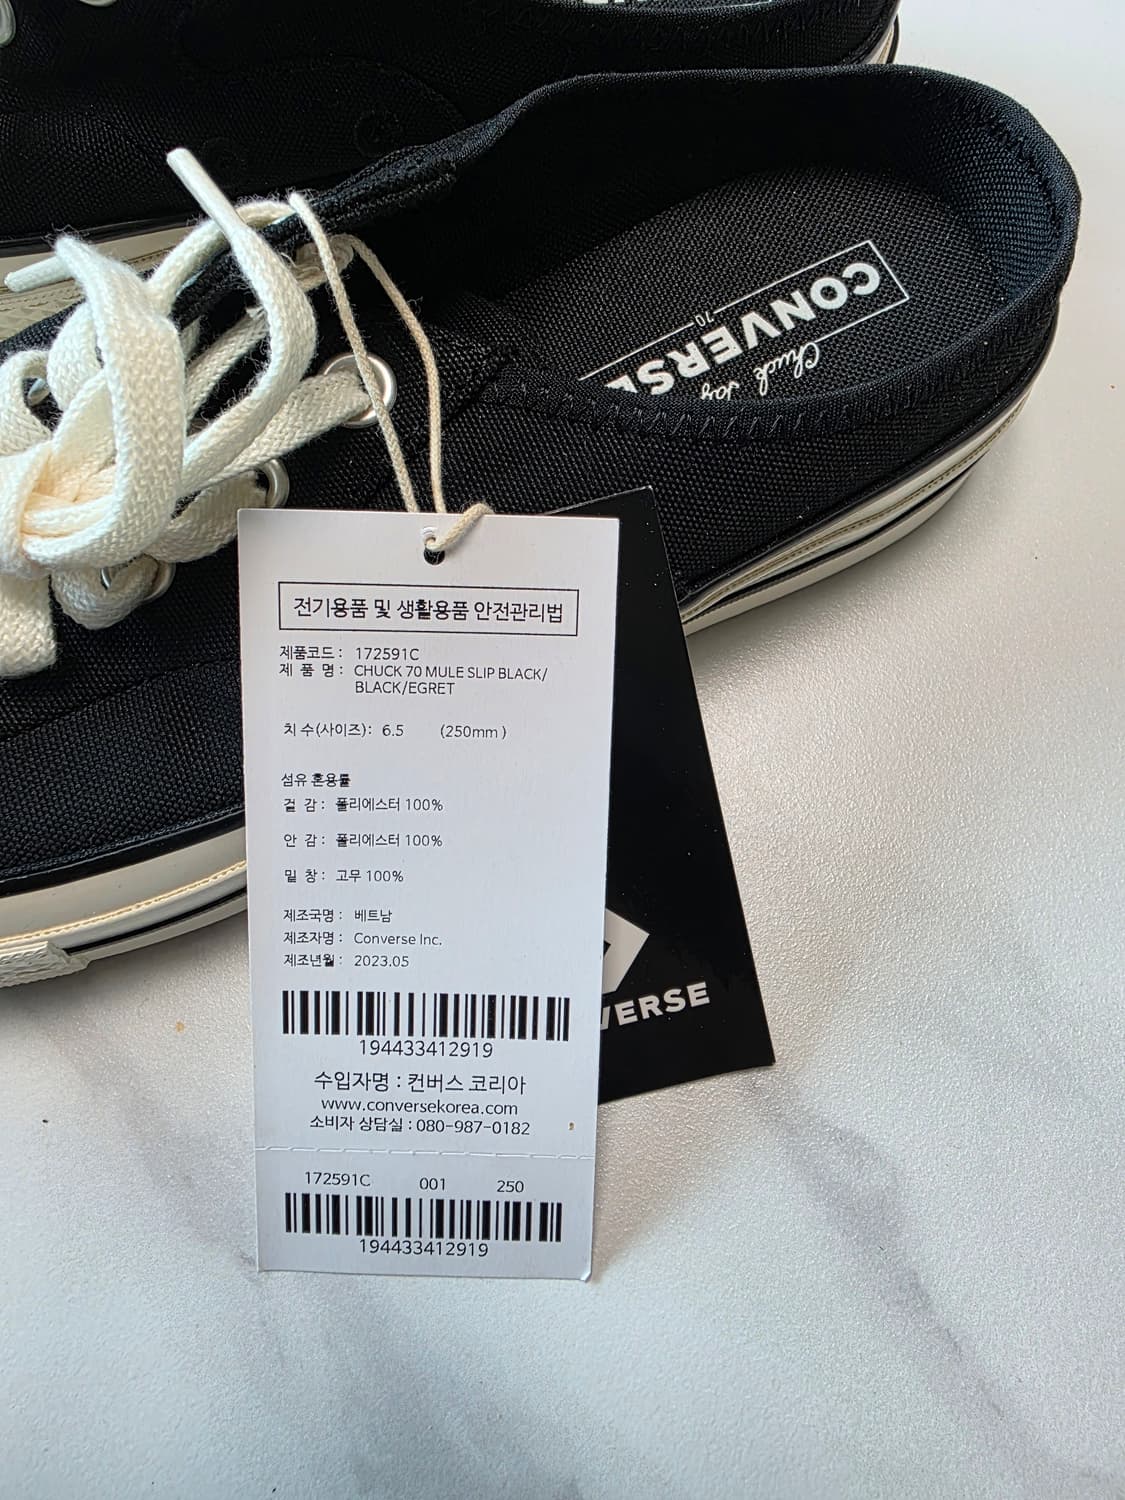 CONVERSE
70
Chuck
전기용품 및 생활용품 안전관리법
제품코드 : 172591C
제 품 명 : CHUCK 70 MULE SLIP BLACK/
BLACK/EGRET
치 수(사이즈) : 6.5 (250mm )
섬유 혼용률
겉 감 : 폴리에스터 100%
안 감 : 폴리에스터 100%
밑 창 : 고무 100%
제조국명 : 베트남
제조자명 : Converse Inc.
제조년월 : 2023.05
194433412919
수입자명 : 컨버스 코리아
www.conversekorea.com
소비자 상담실 : 080-987-0182
172591C 001 250
194433412919
VERSE